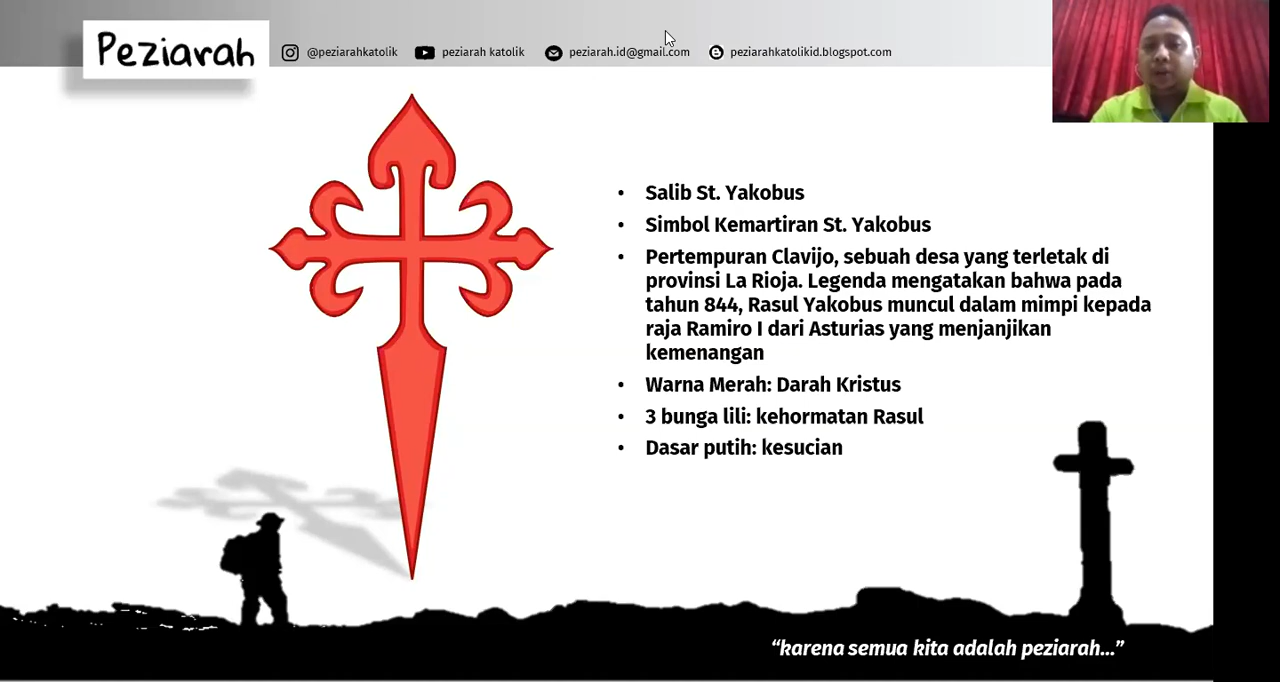 Peziarah
@peziarahkatolik
peziarah katolik
peziarah.id@gmail.com
peziarahkatolikid.blogspot.com
• Salib St. Yakobus
• Simbol Kemartiran St. Yakobus
• Pertempuran Clavijo, sebuah desa yang terletak di
provinsi La Rioja. Legenda mengatakan bahwa pada
tahun 844, Rasul Yakobus muncul dalam mimpi kepada
raja Ramiro I dari Asturias yang menjanjikan
kemenangan
• Warna Merah: Darah Kristus
• 3 bunga lili: kehormatan Rasul
• Dasar putih: kesucian
“karena semua kita adalah peziarah...”